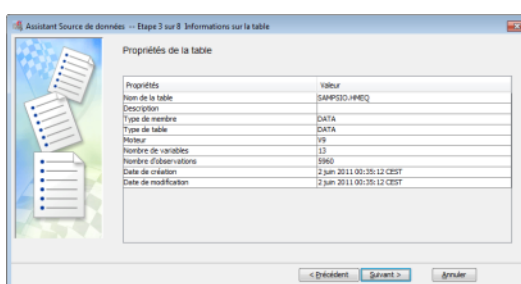 Assistant Source de données -- Etape 3 sur 8 Informations sur la table
Propriétés de la table
Propriétés Valeur
Nom de la table SAMPSIO.HMEQ
Description
Type de membre DATA
Type de table DATA
Moteur V9
Nombre de variables 13
Nombre d'observations 5960
Date de création 2 juin 2011 00:35:12 CEST
Date de modification 2 juin 2011 00:35:12 CEST
< Précédent Suivant > Annuler